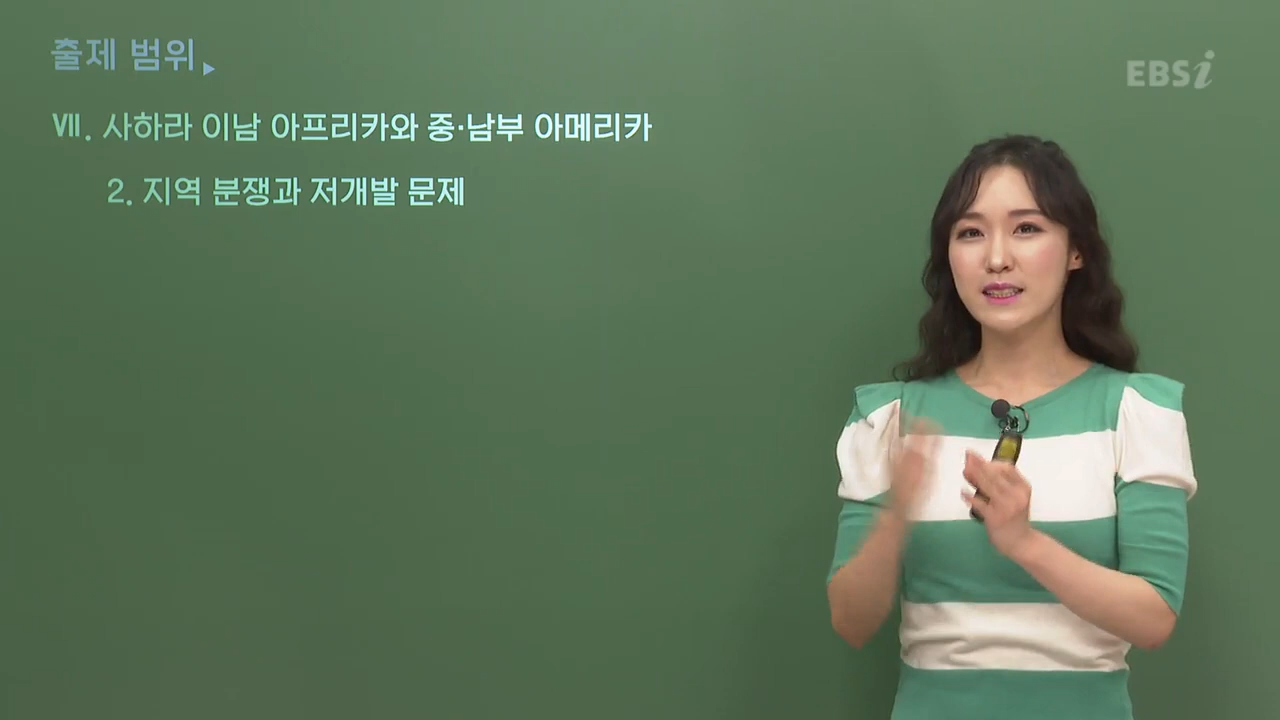 출제 범위
EBSi
Ⅶ. 사하라 이남 아프리카와 중·남부 아메리카
2. 지역 분쟁과 저개발 문제